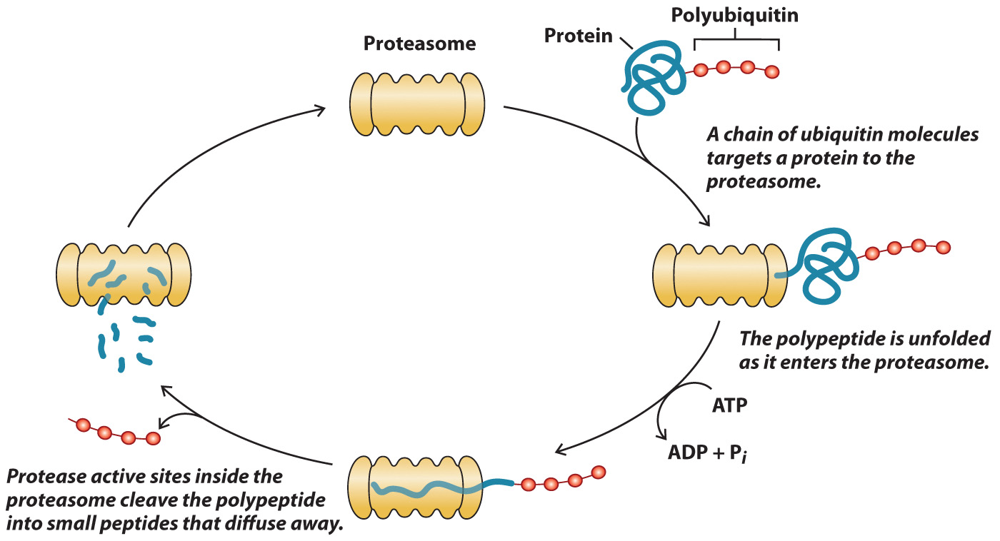 Polyubiquitin
Protein
Proteasome
A chain of ubiquitin molecules
targets a protein to the
proteasome.
The polypeptide is unfolded
as it enters the proteasome.
ATP
ADP + Pi
Protease active sites inside the
proteasome cleave the polypeptide
into small peptides that diffuse away.